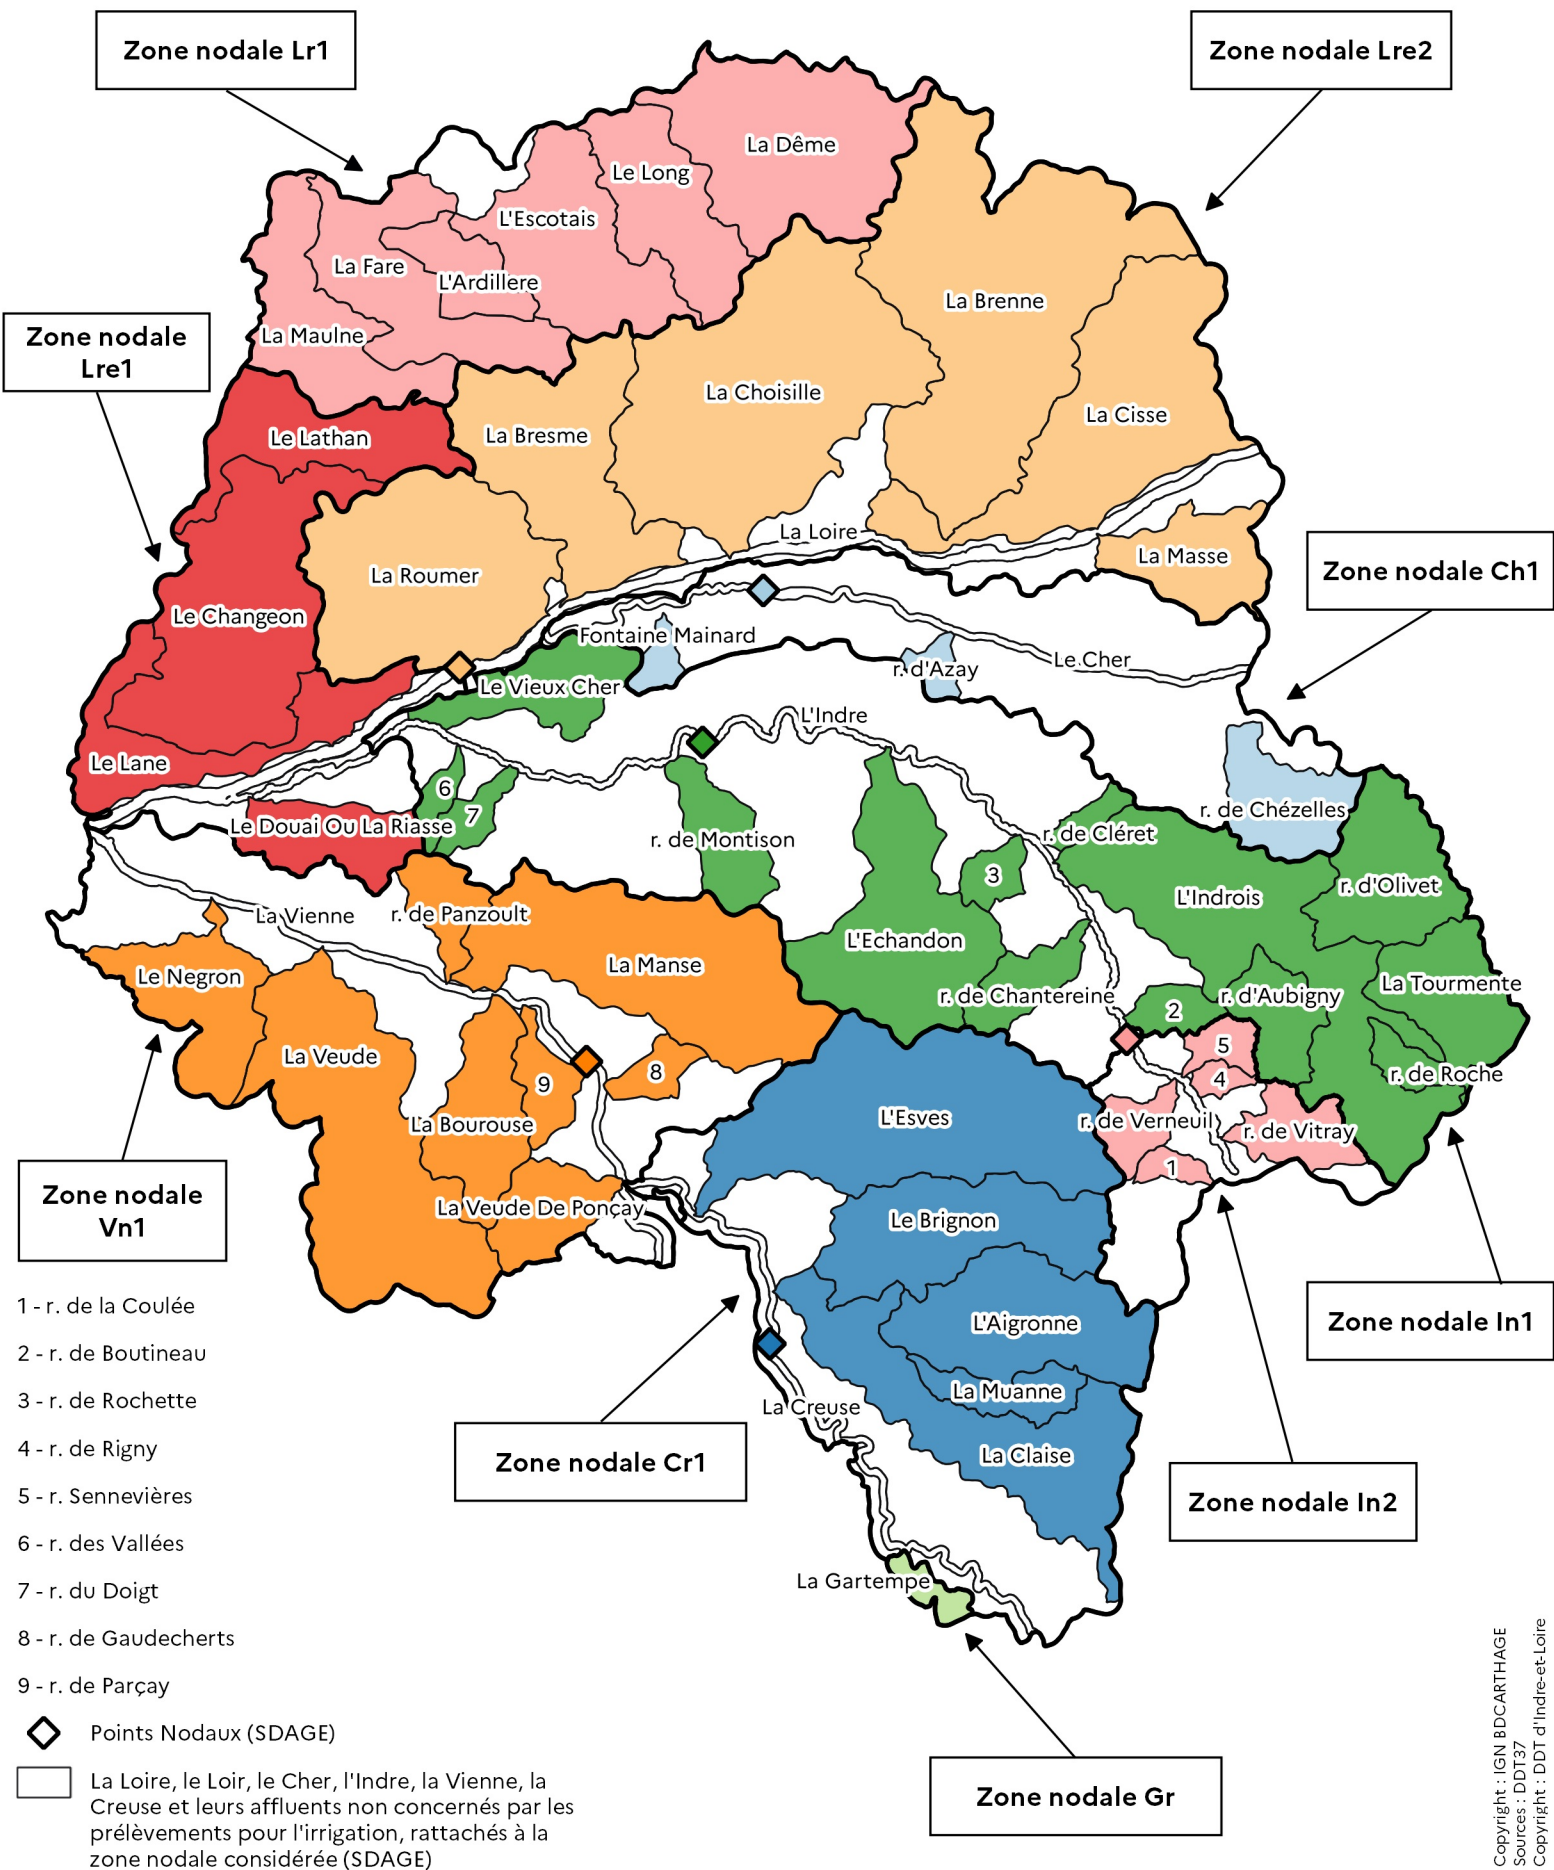 Zone nodale Lr1
Zone nodale Lre2
La Dême
Le Long
L'Escotais
La Fare
L'Ardillere
La Brenne
Zone nodale
Lre1
La Maulne
La Choisille
La Cisse
Le Lathan
La Bresme
La Loire
La Masse
Zone nodale Ch1
La Roumer
Le Changeon
Fontaine Mainard
Le Cher
r. d'Azay
Le Vieux Cher
L'Indre
Le Lane
6
7
r. de Chézelles
Le Douai Ou La Riasse
r. de Montison
r. de Cléret
3
r. d'Olivet
L'Indrois
La Vienne
r. de Panzoult
L'Echandon
La Manse
Le Negron
La Tourmente
r. de Chantereine
r. d'Aubigny
2
5
La Veude
8
9
4
r. de Roche
L'Esves
La Bourouse
r. de Verneuil
r. de Vitray
1
Zone nodale
Vn1
La Veude De Ponçay
Le Brignon
1 - r. de la Coulée
2 - r. de Boutineau
3 - r. de Rochette
4 - r. de Rigny
5 - r. Sennevières
6 - r. des Vallées
7 - r. du Doigt
8 - r. de Gaudecherts
9 - r. de Parçay
L'Aigronne
Zone nodale In1
La Muanne
La Creuse
La Claise
Zone nodale Cr1
Zone nodale In2
La Gartempe
Zone nodale Gr
Points Nodaux (SDAGE)
La Loire, le Loir, le Cher, l'Indre, la Vienne, la
Creuse et leurs affluents non concernés par les
prélèvements pour l'irrigation, rattachés à la
zone nodale considérée (SDAGE)
Copyright : IGN BDCARTHAGE
Sources : DDT37
Copyright : DDT d'Indre-et-Loire